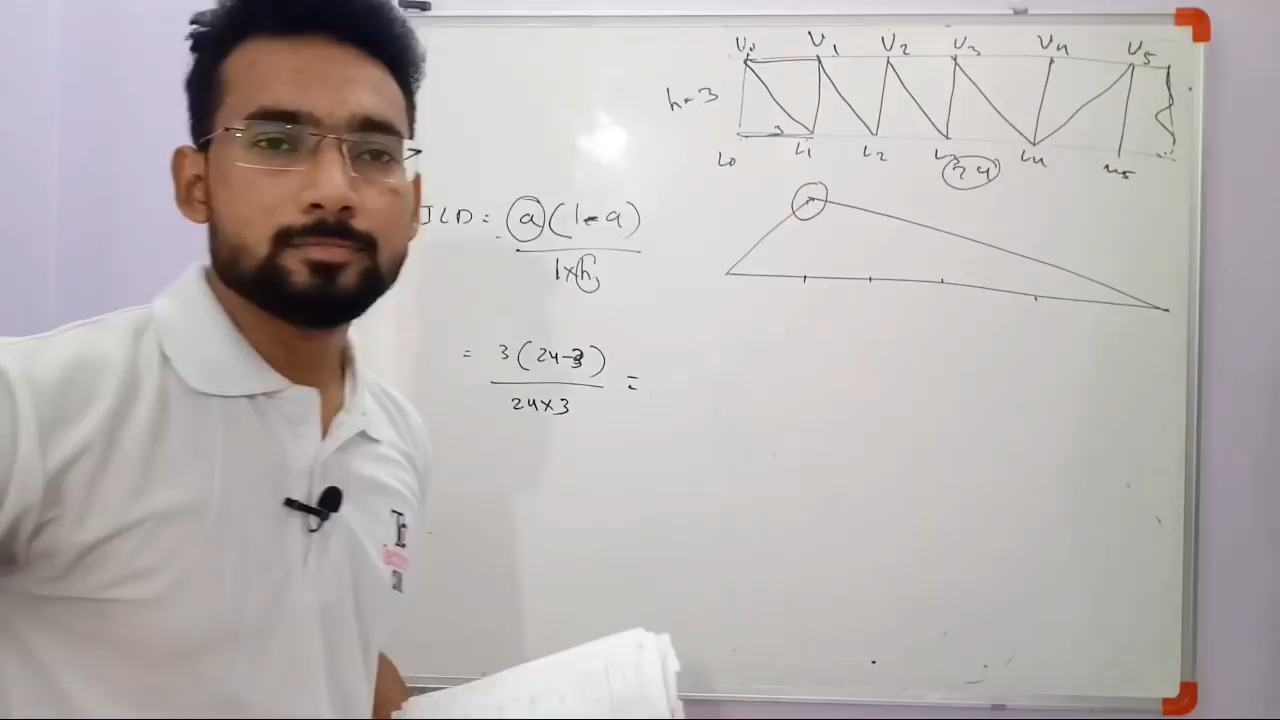 U₀ U₁ U₂ U₃ U₄ U₅
h=3
3
L₀ L₁ L₂ L₃ L₄
24
ILD = a(l-a)
l×h
= 3(24-3) =
24×3